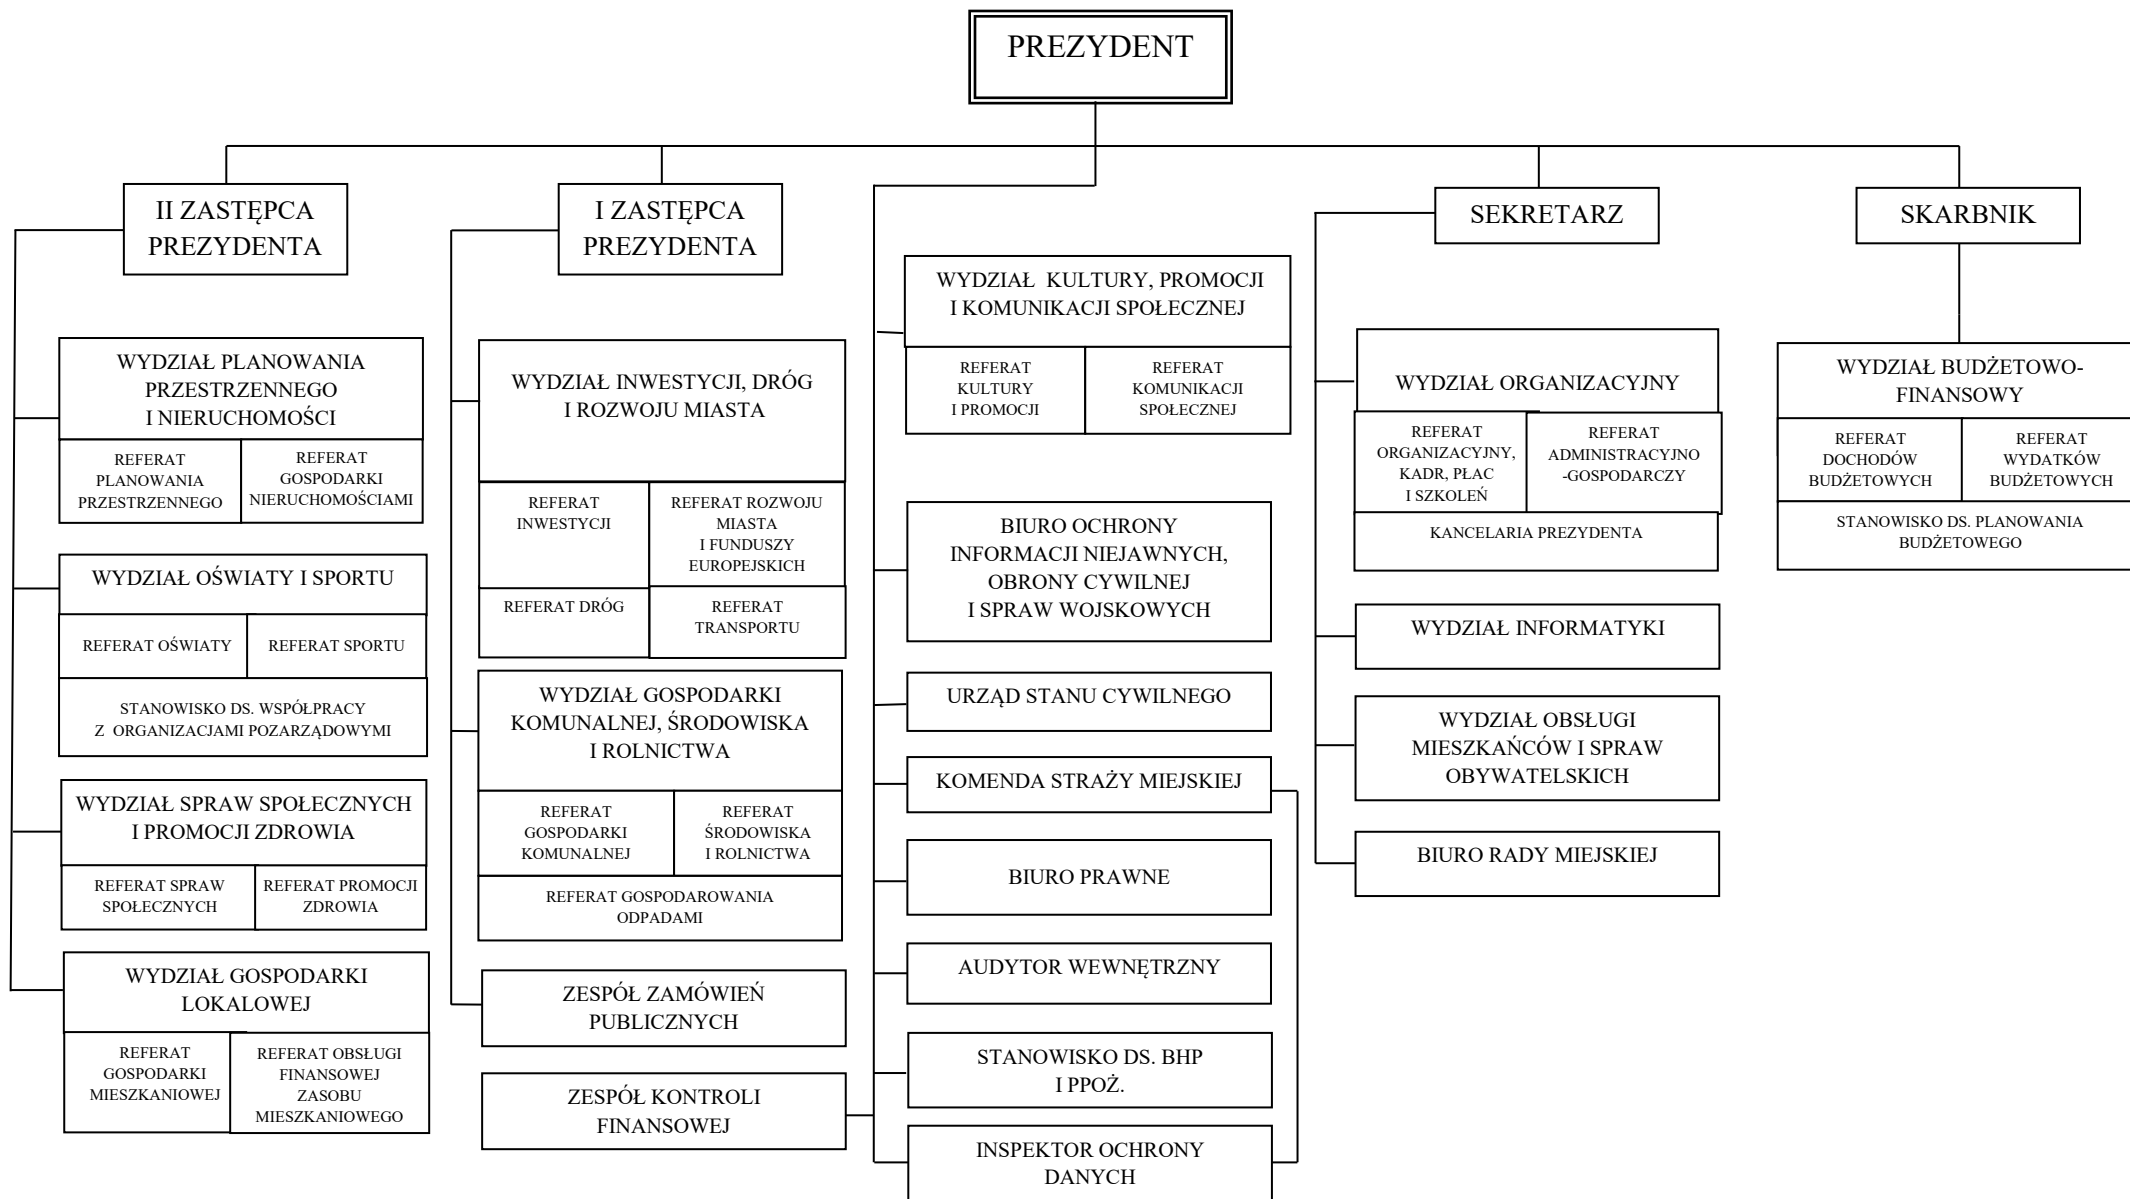 PREZYDENT
II ZASTĘPCA
PREZYDENTA
I ZASTĘPCA
PREZYDENTA
SEKRETARZ
SKARBNIK
WYDZIAŁ PLANOWANIA
PRZESTRZENNEGO
I NIERUCHOMOŚCI
REFERAT
PLANOWANIA
PRZESTRZENNEGO
REFERAT
GOSPODARKI
NIERUCHOMOŚCIAMI
WYDZIAŁ OŚWIATY I SPORTU
REFERAT OŚWIATY
REFERAT SPORTU
STANOWISKO DS. WSPÓŁPRACY
Z ORGANIZACJAMI POZARZĄDOWYMI
WYDZIAŁ SPRAW SPOŁECZNYCH
I PROMOCJI ZDROWIA
REFERAT SPRAW
SPOŁECZNYCH
REFERAT PROMOCJI
ZDROWIA
WYDZIAŁ GOSPODARKI
LOKALOWEJ
REFERAT
GOSPODARKI
MIESZKANIOWEJ
REFERAT OBSŁUGI
FINANSOWEJ
ZASOBU
MIESZKANIOWEGO
WYDZIAŁ INWESTYCJI, DRÓG
I ROZWOJU MIASTA
REFERAT
INWESTYCJI
REFERAT ROZWOJU
MIASTA
I FUNDUSZY
EUROPEJSKICH
REFERAT DRÓG
REFERAT
TRANSPORTU
WYDZIAŁ GOSPODARKI
KOMUNALNEJ, ŚRODOWISKA
I ROLNICTWA
REFERAT
GOSPODARKI
KOMUNALNEJ
REFERAT
ŚRODOWISKA
I ROLNICTWA
REFERAT GOSPODAROWANIA
ODPADAMI
ZESPÓŁ ZAMÓWIEŃ
PUBLICZNYCH
ZESPÓŁ KONTROLI
FINANSOWEJ
WYDZIAŁ KULTURY, PROMOCJI
I KOMUNIKACJI SPOŁECZNEJ
REFERAT
KULTURY
I PROMOCJI
REFERAT
KOMUNIKACJI
SPOŁECZNEJ
BIURO OCHRONY
INFORMACJI NIEJAWNYCH,
OBRONY CYWILNEJ
I SPRAW WOJSKOWYCH
URZĄD STANU CYWILNEGO
KOMENDA STRAŻY MIEJSKIEJ
BIURO PRAWNE
AUDYTOR WEWNĘTRZNY
STANOWISKO DS. BHP
I PPOŻ.
INSPEKTOR OCHRONY
DANYCH
WYDZIAŁ ORGANIZACYJNY
REFERAT
ORGANIZACYJNY,
KADR, PŁAC
I SZKOLEŃ
REFERAT
ADMINISTRACYJNO
-GOSPODARCZY
KANCELARIA PREZYDENTA
WYDZIAŁ INFORMATYKI
WYDZIAŁ OBSŁUGI
MIESZKAŃCÓW I SPRAW
OBYWATELSKICH
BIURO RADY MIEJSKIEJ
WYDZIAŁ BUDŻETOWO-
FINANSOWY
REFERAT
DOCHODÓW
BUDŻETOWYCH
REFERAT
WYDATKÓW
BUDŻETOWYCH
STANOWISKO DS. PLANOWANIA
BUDŻETOWEGO